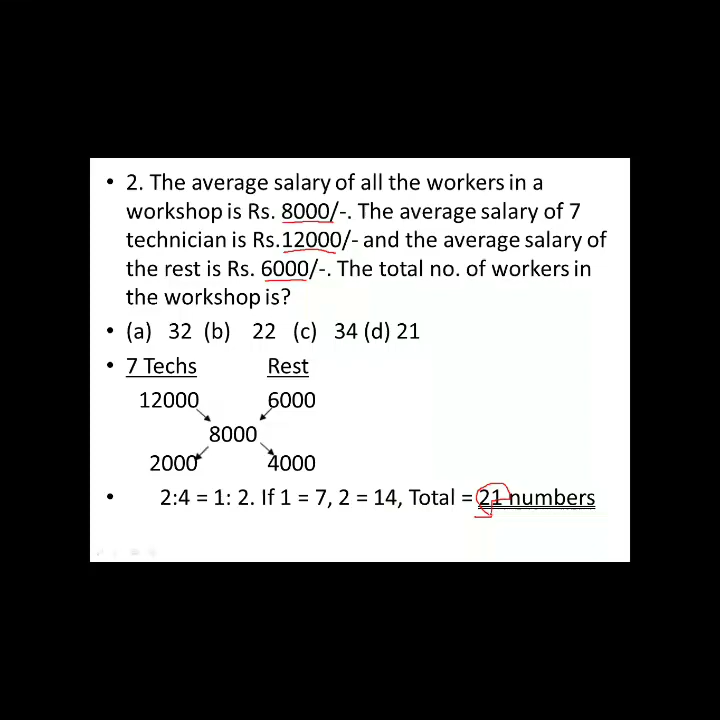 • 2. The average salary of all the workers in a
workshop is Rs. 8000/-. The average salary of 7
technician is Rs.12000/- and the average salary of
the rest is Rs. 6000/-. The total no. of workers in
the workshop is?
• (a) 32 (b) 22 (c) 34 (d) 21
• 7 Techs Rest
12000 6000
8000
2000 4000
• 2:4 = 1: 2. If 1 = 7, 2 = 14, Total = 21 numbers